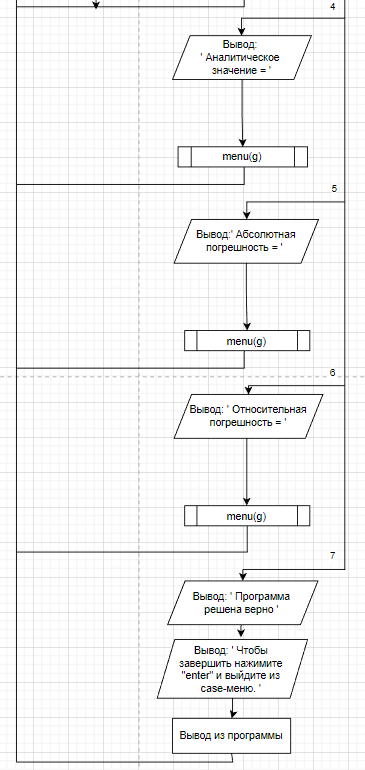 4
Вывод:
' Аналитическое
значение = '
menu(g)
5
Вывод:' Абсолютная
погрешность = '
menu(g)
6
Вывод: ' Относительная
погрешность = '
menu(g)
7
Вывод: ' Программа
решена верно '
Вывод: ' Чтобы
завершить нажимите
"enter" и выйдите из
case-меню. '
Вывод из программы